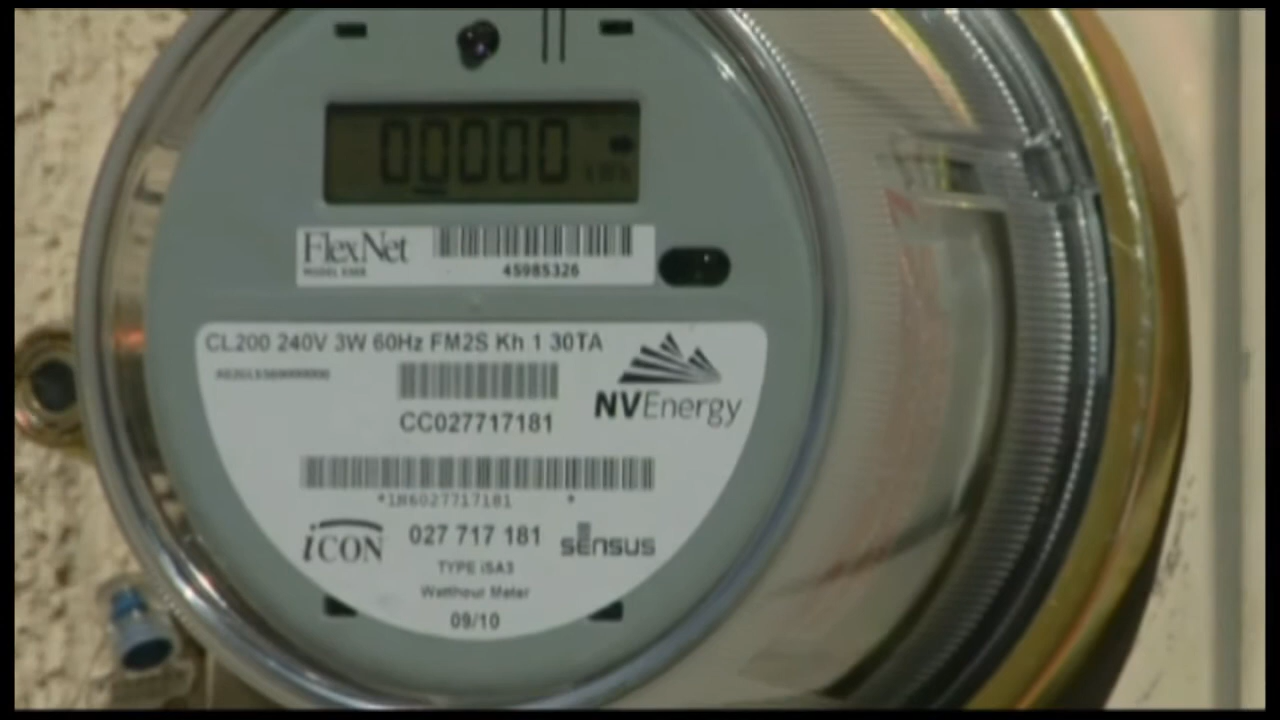 00000
FlexNet
45985326
CL200 240V 3W 60Hz FM2S Kh 1 30TA
NVEnergy
CC027717181
*1N6027717181 *
iCON 027 717 181 sensus
TYPE iSA3
Watthour Meter
09/10